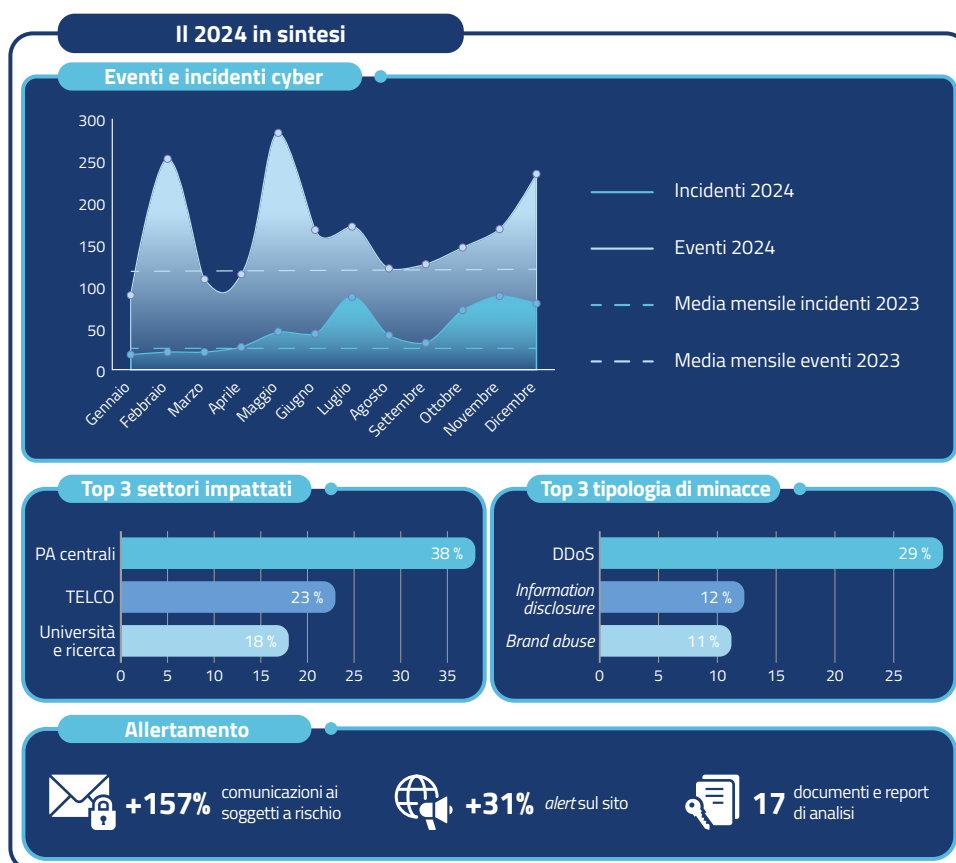 Il 2024 in sintesi
Eventi e incidenti cyber
300
250
200
150
100
50
0
Gennaio
Febbraio
Marzo
Aprile
Maggio
Giugno
Luglio
Agosto
Settembre
Ottobre
Novembre
Dicembre
Incidenti 2024
Eventi 2024
Media mensile incidenti 2023
Media mensile eventi 2023
Top 3 settori impattati
PA centrali
38 %
TELCO
23 %
Università
e ricerca
18 %
0 5 10 15 20 25 30 35
Top 3 tipologia di minacce
DDoS
29 %
Information
disclosure
12 %
Brand abuse
11 %
0 5 10 15 20 25
Allertamento
+157%
comunicazioni ai
soggetti a rischio
+31% alert sul sito
17
documenti e report
di analisi